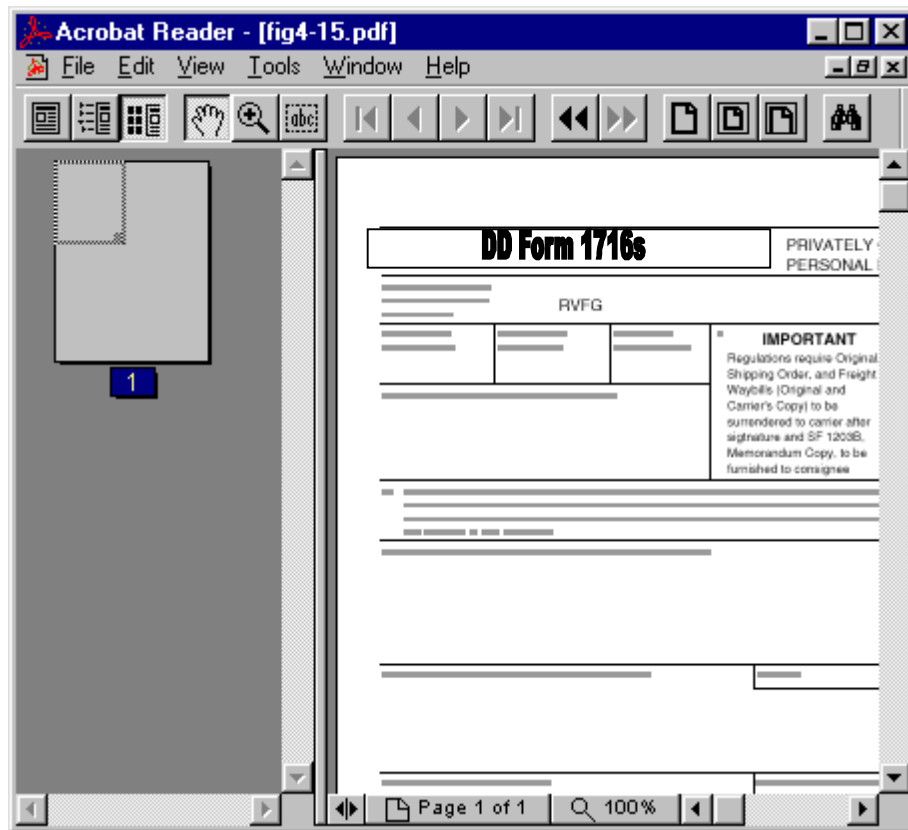 Acrobat Reader - [fig4-15.pdf]
File Edit View Tools Window Help
abc
DD Form 1716s
PRIVATELY
PERSONAL
RVFG
IMPORTANT
Regulations require Original
Shipping Order, and Freight
Waybills (Original and
Carrier's Copy) to be
surrendered to carrier after
sigtnature and SF 1203B,
Memorandum Copy, to be
furnished to consignee
1
Page 1 of 1
100%